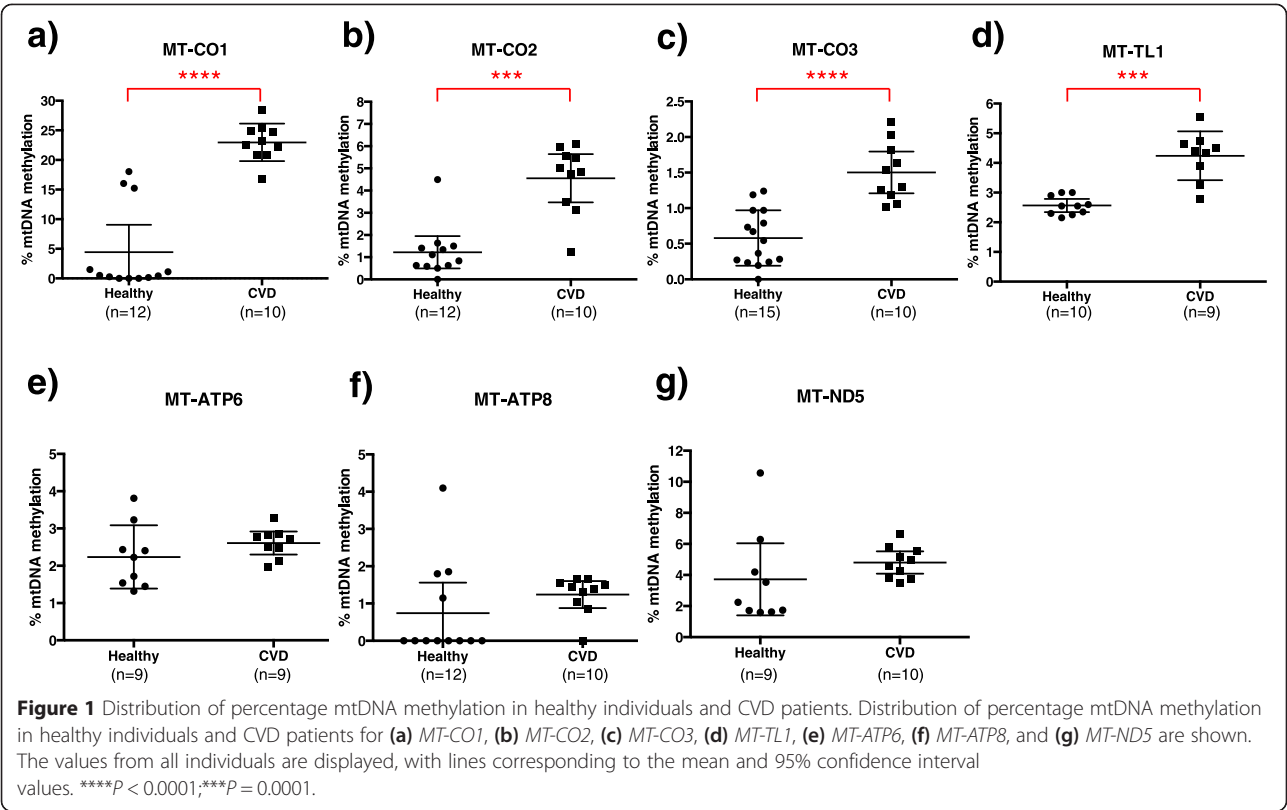 a)
MT-CO1
****
% mtDNA methylation
30
25
20
15
10
5
0
Healthy
(n=12)
CVD
(n=10)
b)
MT-CO2
***
% mtDNA methylation
8
7
6
5
4
3
2
1
0
Healthy
(n=12)
CVD
(n=10)
c)
MT-CO3
****
% mtDNA methylation
2.5
2.0
1.5
1.0
0.5
0.0
Healthy
(n=15)
CVD
(n=10)
d)
MT-TL1
***
% mtDNA methylation
6
5
4
3
2
1
0
Healthy
(n=10)
CVD
(n=9)
e)
MT-ATP6
% mtDNA methylation
5
4
3
2
1
0
Healthy
(n=9)
CVD
(n=9)
f)
MT-ATP8
% mtDNA methylation
5
4
3
2
1
0
Healthy
(n=12)
CVD
(n=10)
g)
MT-ND5
% mtDNA methylation
12
10
8
6
4
2
0
Healthy
(n=9)
CVD
(n=10)
Figure 1 Distribution of percentage mtDNA methylation in healthy individuals and CVD patients. Distribution of percentage mtDNA methylation
in healthy individuals and CVD patients for (a) MT-CO1, (b) MT-CO2, (c) MT-CO3, (d) MT-TL1, (e) MT-ATP6, (f) MT-ATP8, and (g) MT-ND5 are shown.
The values from all individuals are displayed, with lines corresponding to the mean and 95% confidence interval
values. ****P < 0.0001;***P = 0.0001.